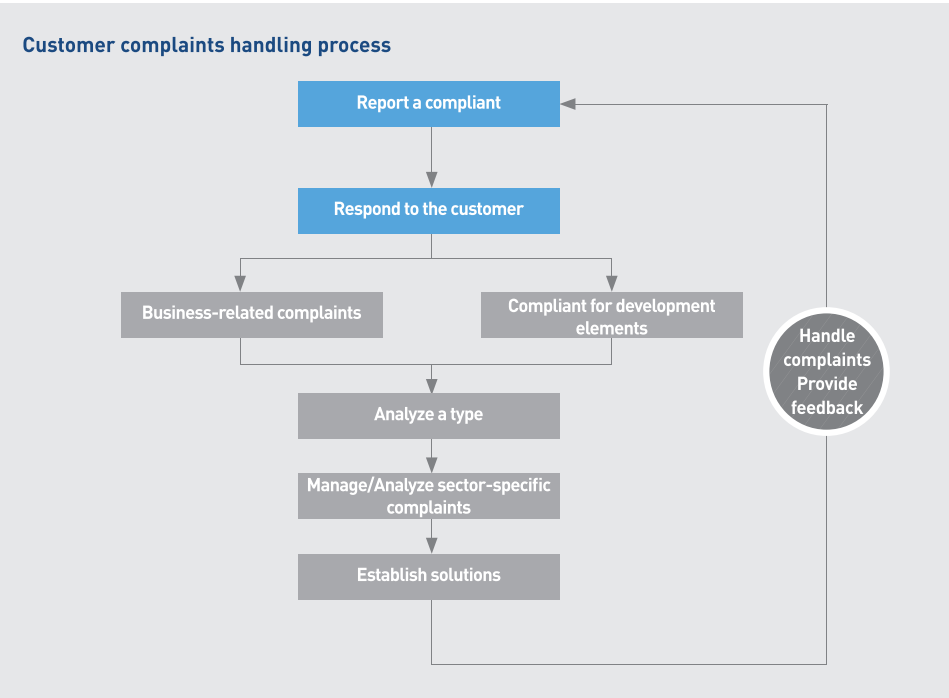 Customer complaints handling process
Report a compliant
Respond to the customer
Business-related complaints
Compliant for development
elements
Handle
complaints
Provide
feedback
Analyze a type
Manage/Analyze sector-specific
complaints
Establish solutions